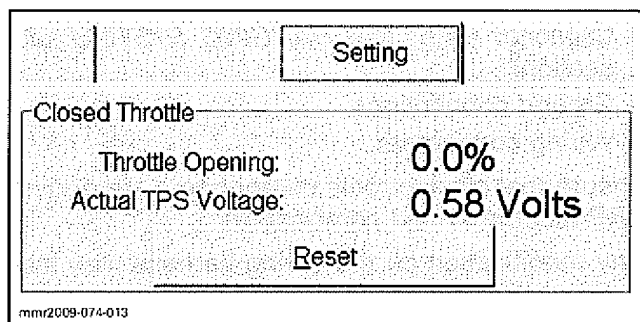 Setting
Closed Throttle
Throttle Opening: 0.0%
Actual TPS Voltage: 0.58 Volts
Reset
mmr2009-074-013